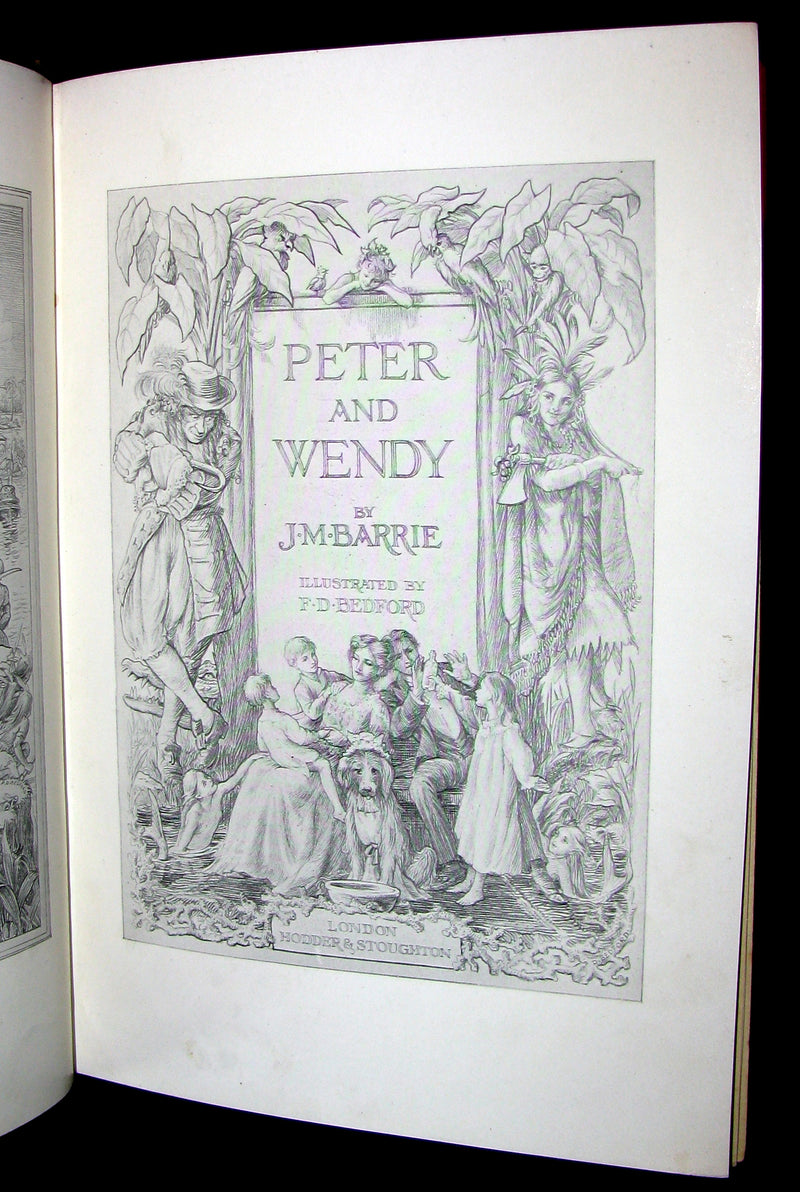 PETER
AND
WENDY
BY
J·M·BARRIE
ILLUSTRATED BY
F·D·BEDFORD
LONDON
HODDER & STOUGHTON